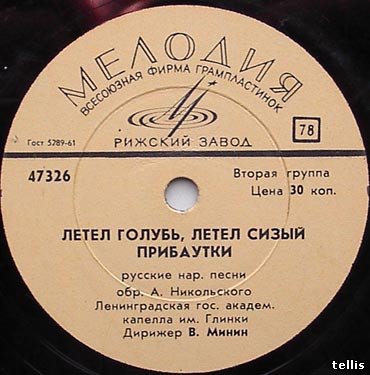 МЕЛОДИЯ
ВСЕСОЮЗНАЯ ФИРМА ГРАМПЛАСТИНОК
Гост 5289-61
РИЖСКИЙ ЗАВОД
78
47326
Вторая группа
Цена 30 коп.
ЛЕТЕЛ ГОЛУБЬ, ЛЕТЕЛ СИЗЫЙ
ПРИБАУТКИ
русские нар. песни
обр. А. Никольского
Ленинградская гос. академ.
капелла им. Глинки
Дирижер В. Минин
tellis